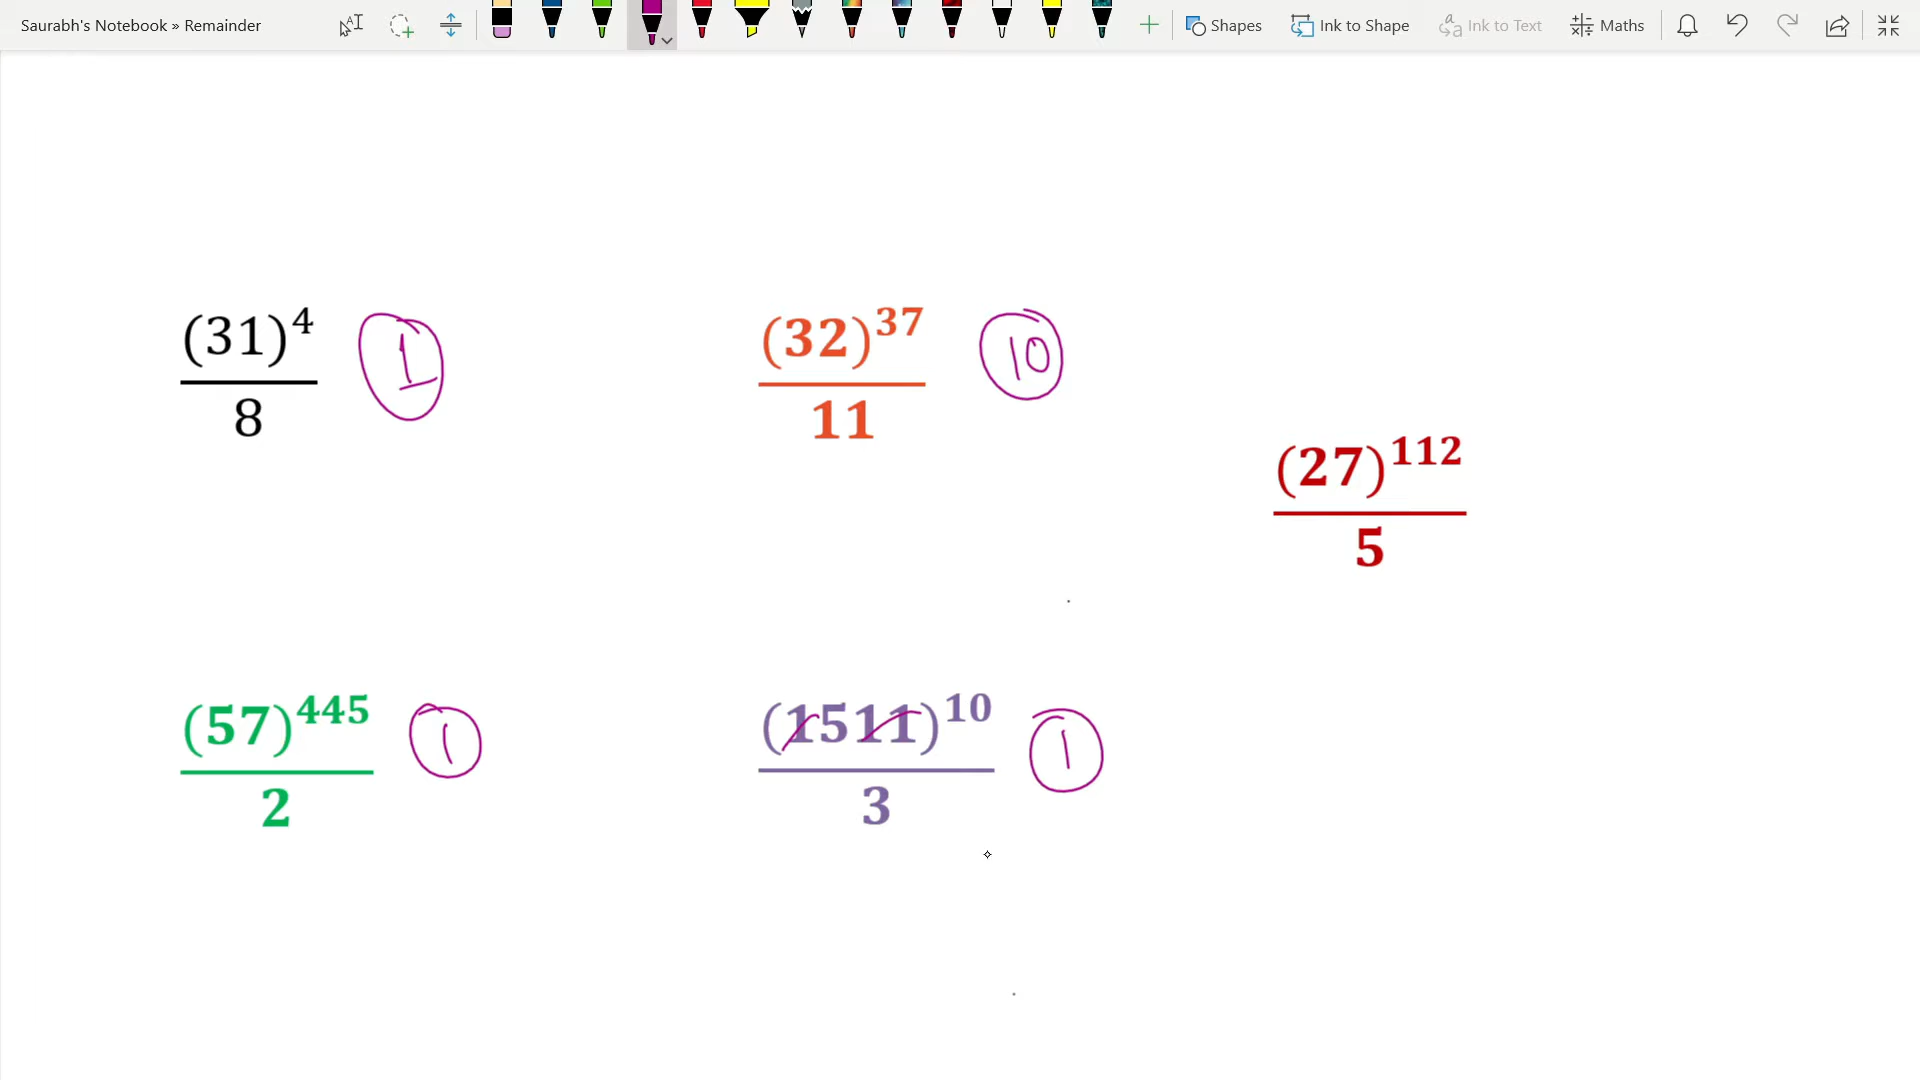 Saurabh's Notebook » Remainder
Shapes
Ink to Shape
Ink to Text
Maths
(31)^4
8
1
(32)^37
11
10
(27)^112
5
(57)^445
2
1
(1511)^10
3
1